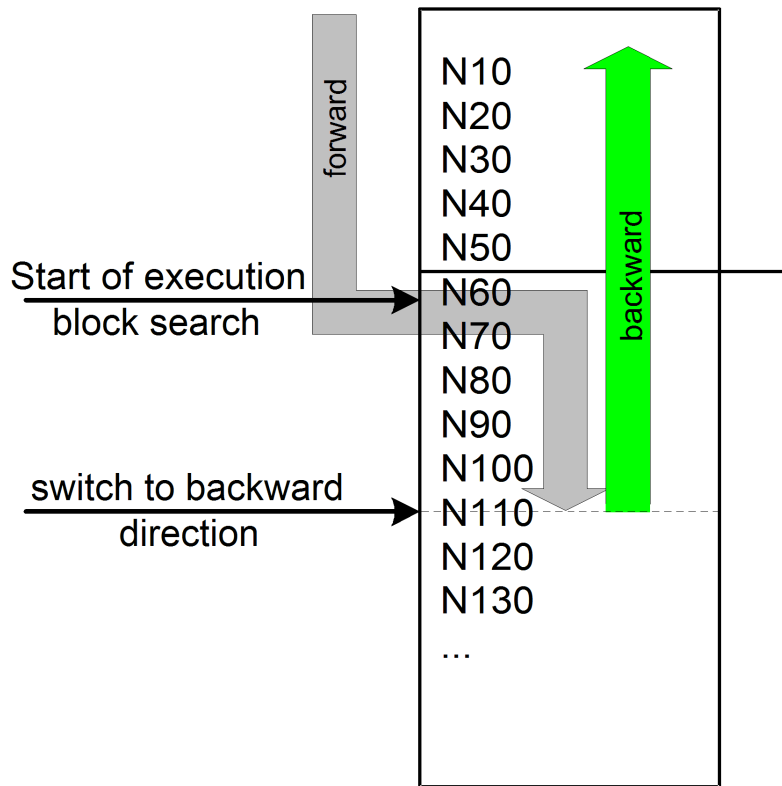 forward
N10
N20
N30
N40
N50
Start of execution
block search
N60
backward
N70
N80
N90
N100
switch to backward
direction
N110
N120
N130
...